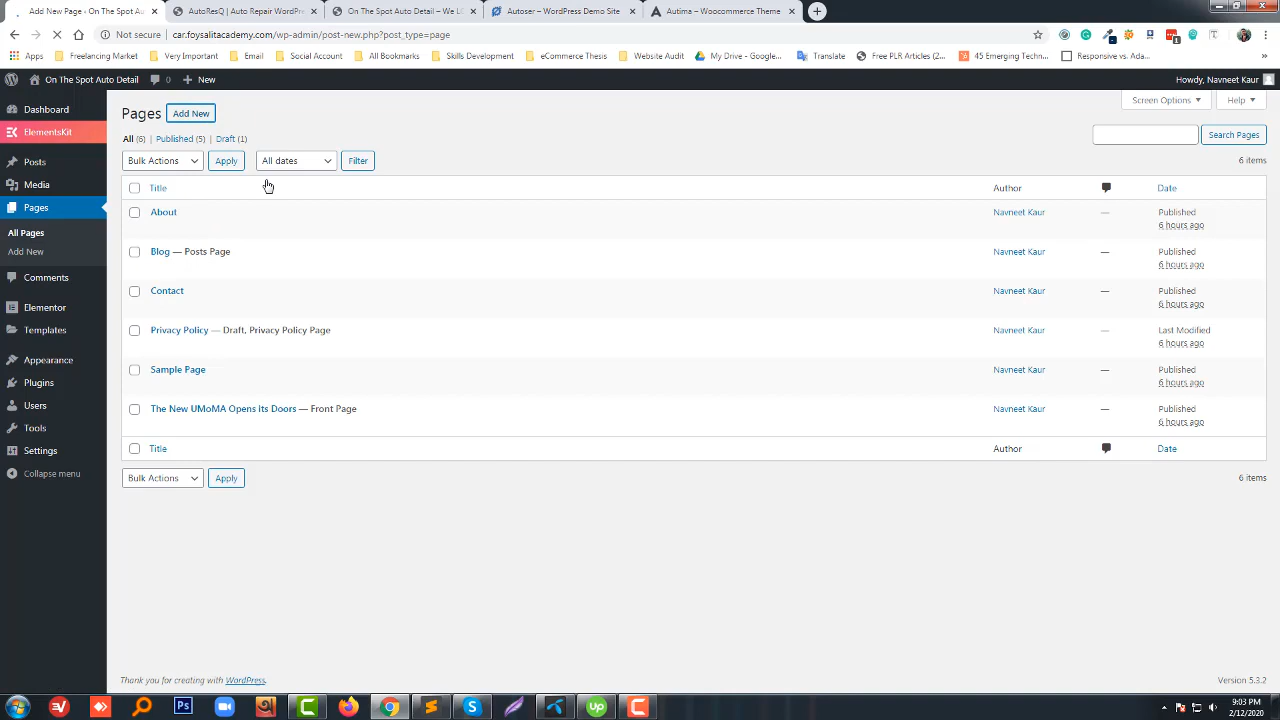 Add New Page ‹ On The Spot Au
AutoResQ | Auto Repair WordPr
On The Spot Auto Detail – We L
Autoser – WordPress Demo Site
Autima – Woocommerce Theme
Not secure | car.foysalitacademy.com/wp-admin/post-new.php?post_type=page
Apps Freelancing Market Very Important Email Social Account All Bookmarks Skills Development eCommerce Thesis Website Audit My Drive - Google... Translate Free PLR Articles (2... 45 Emerging Techn... Responsive vs. Ada... »
On The Spot Auto Detail 0 New Howdy, Navneet Kaur
Dashboard
ElementsKit
Posts
Media
Pages
All Pages
Add New
Comments
Elementor
Templates
Appearance
Plugins
Users
Tools
Settings
Collapse menu
Screen Options Help
Pages Add New
All (6) | Published (5) | Draft (1)
Search Pages
Bulk Actions Apply All dates Filter 6 items
Title Author Date
About Navneet Kaur — Published
6 hours ago
Blog — Posts Page Navneet Kaur — Published
6 hours ago
Contact Navneet Kaur — Published
6 hours ago
Privacy Policy — Draft, Privacy Policy Page Navneet Kaur — Last Modified
6 hours ago
Sample Page Navneet Kaur — Published
6 hours ago
The New UMoMA Opens its Doors — Front Page Navneet Kaur — Published
6 hours ago
Title Author Date
Bulk Actions Apply 6 items
Thank you for creating with WordPress. Version 5.3.2
9:03 PM
2/12/2020